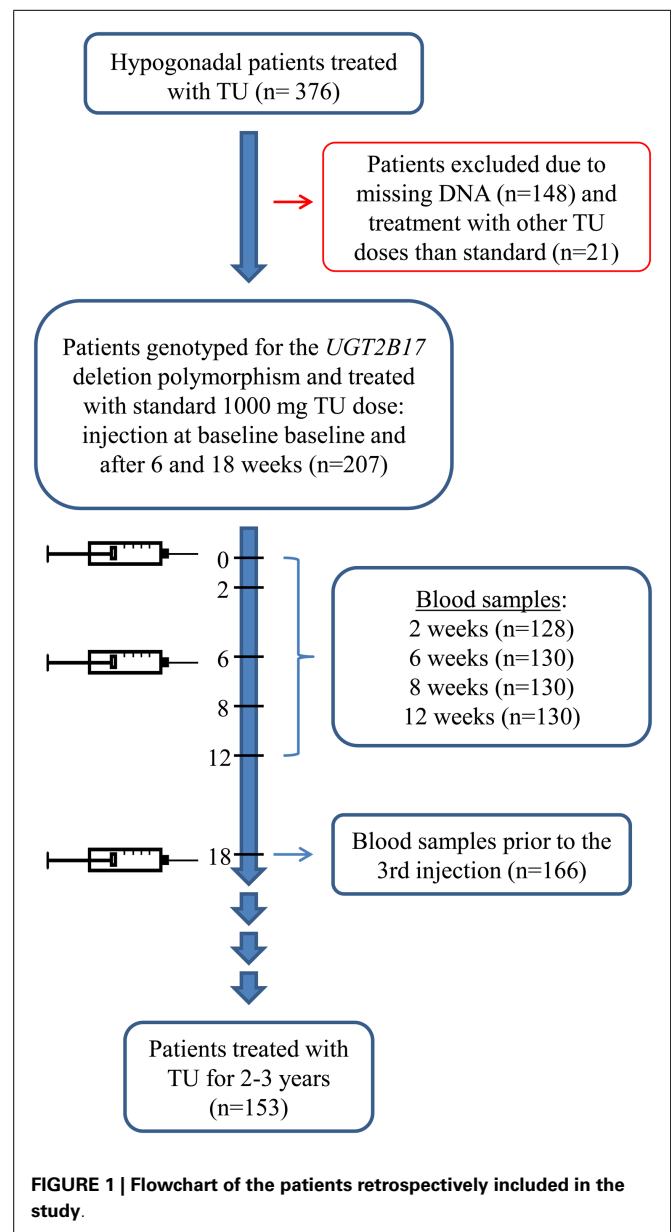 Hypogonadal patients treated
with TU (n= 376)
Patients excluded due to
missing DNA (n=148) and
treatment with other TU
doses than standard (n=21)
Patients genotyped for the UGT2B17
deletion polymorphism and treated
with standard 1000 mg TU dose:
injection at baseline baseline and
after 6 and 18 weeks (n=207)
0
2
6
8
12
18
Blood samples:
2 weeks (n=128)
6 weeks (n=130)
8 weeks (n=130)
12 weeks (n=130)
Blood samples prior to the
3rd injection (n=166)
Patients treated with
TU for 2-3 years
(n=153)
FIGURE 1 | Flowchart of the patients retrospectively included in the
study.